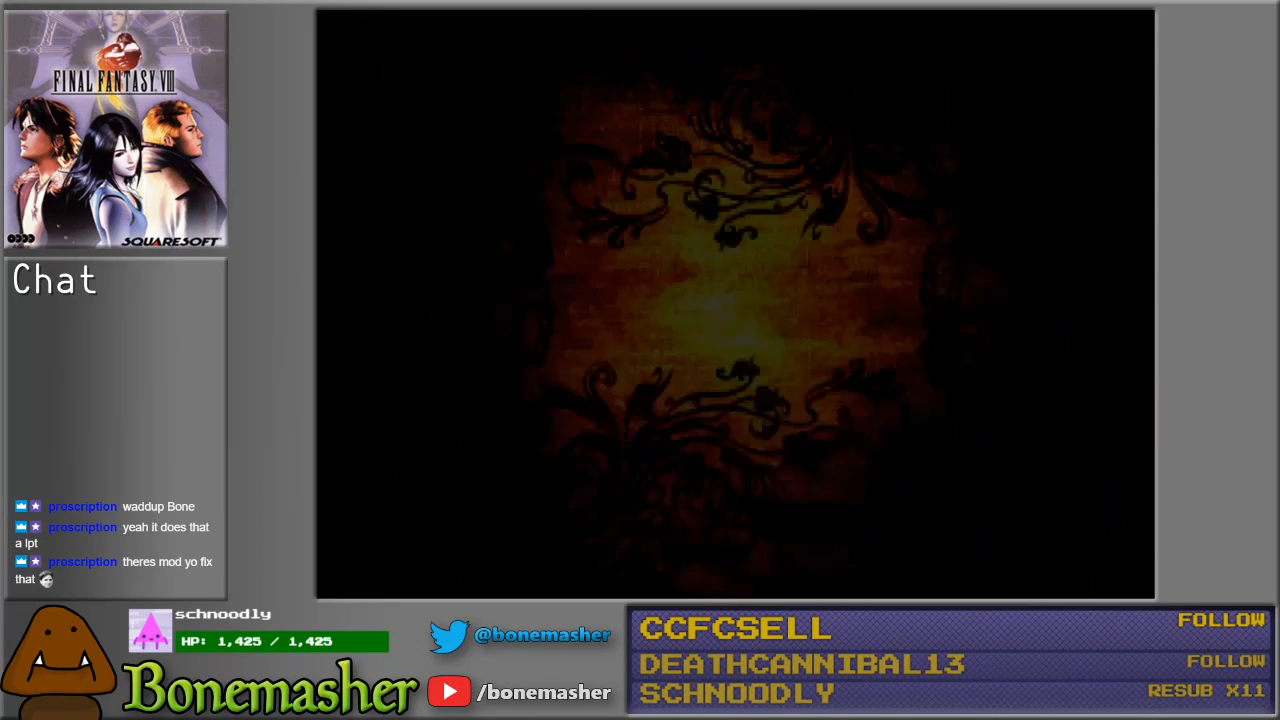 FINAL FANTASY VIII
SQUARESOFT
Chat
proscription waddup Bone
proscription yeah it does that
a lpt
proscription theres mod yo fix
that
schnoodly
HP: 1,425 / 1,425
Bonemasher
@bonemasher
/bonemasher
CCFCSELL FOLLOW
DEATHCANNIBAL13 FOLLOW
SCHNOODLY RESUB X11